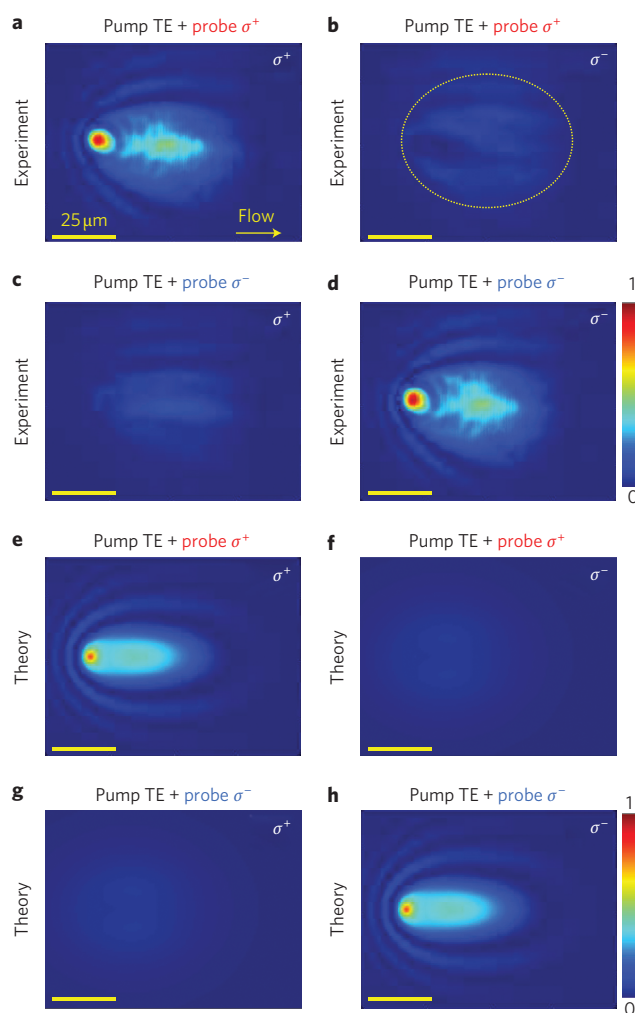 a Pump TE + probe σ+
σ+
Experiment
25 μm
Flow
b Pump TE + probe σ+
σ−
Experiment
c Pump TE + probe σ−
σ+
Experiment
d Pump TE + probe σ−
σ−
Experiment
1
0
e Pump TE + probe σ+
σ+
Theory
f Pump TE + probe σ+
σ−
Theory
g Pump TE + probe σ−
σ+
Theory
h Pump TE + probe σ−
σ−
Theory
1
0